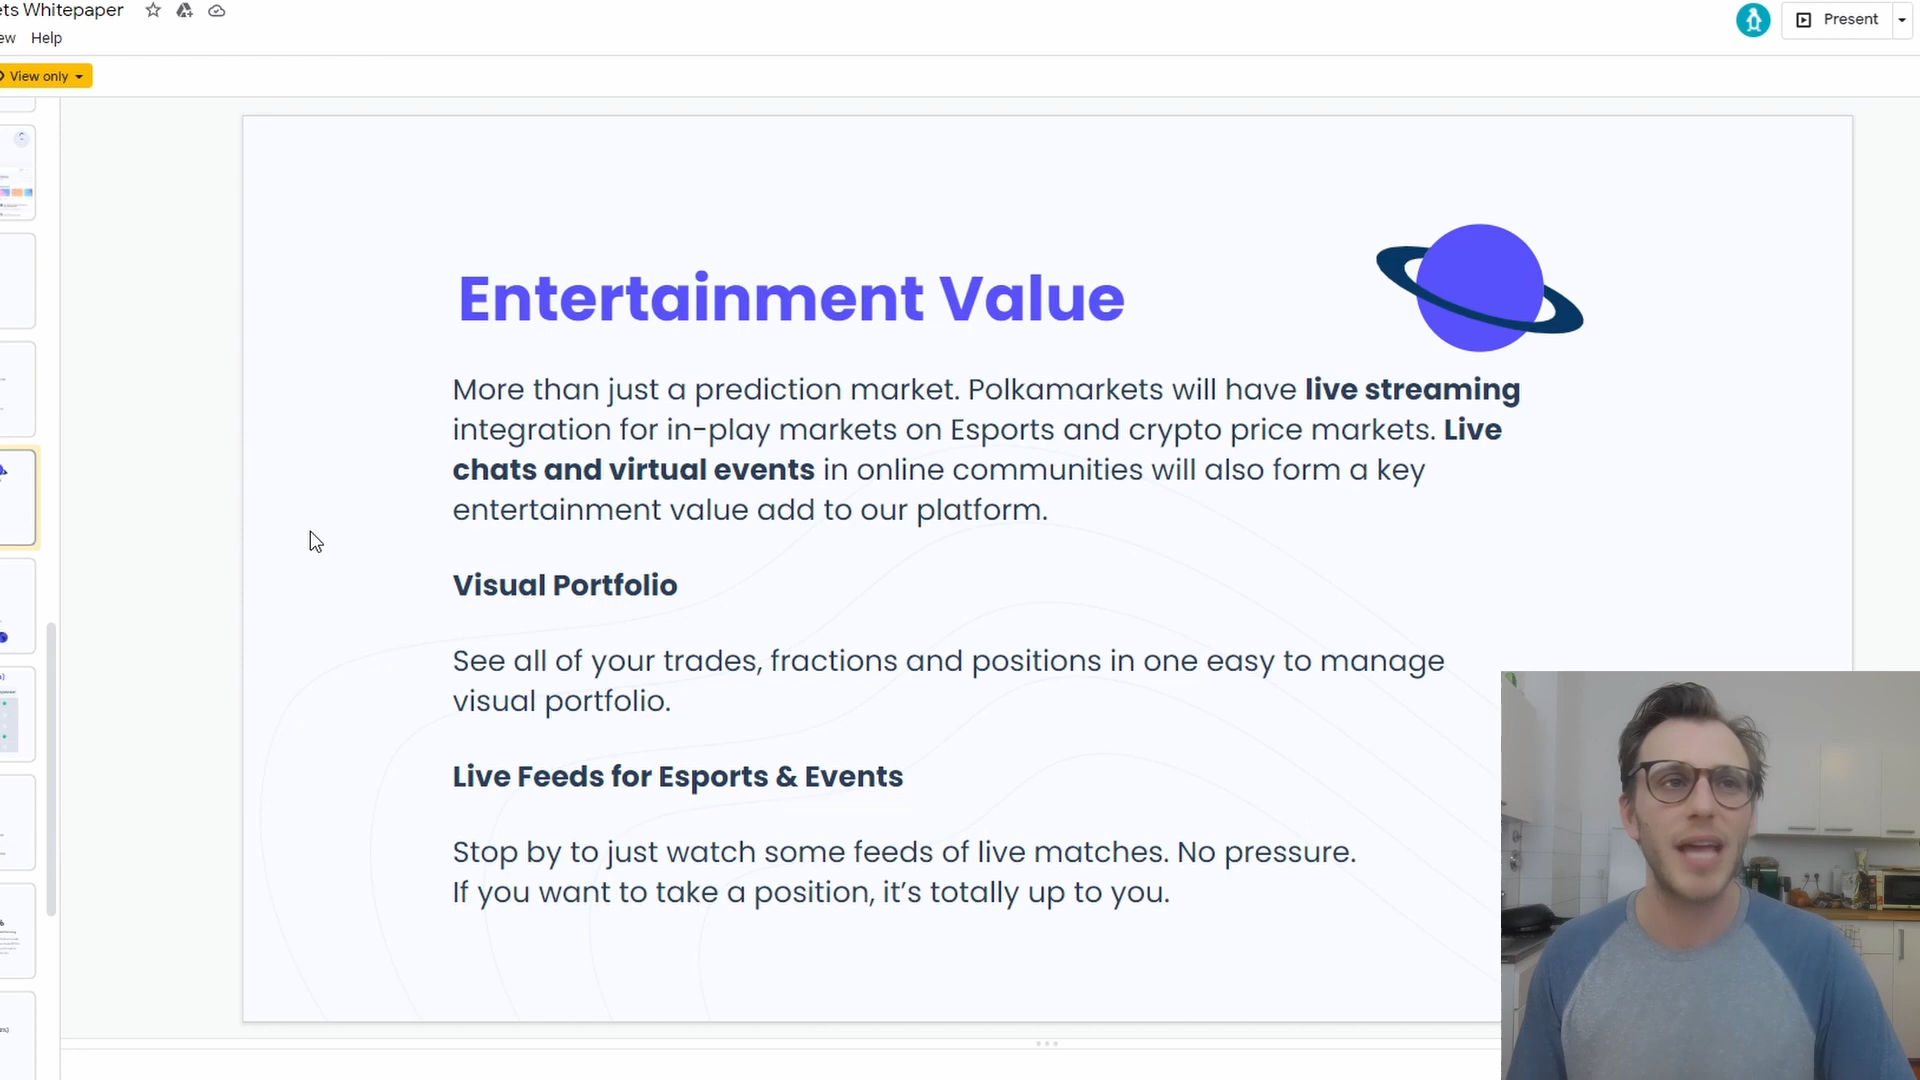 ets Whitepaper
ew Help
Present
View only
Entertainment Value
More than just a prediction market. Polkamarkets will have live streaming
integration for in-play markets on Esports and crypto price markets. Live
chats and virtual events in online communities will also form a key
entertainment value add to our platform.
Visual Portfolio
See all of your trades, fractions and positions in one easy to manage
visual portfolio.
Live Feeds for Esports & Events
Stop by to just watch some feeds of live matches. No pressure.
If you want to take a position, it's totally up to you.